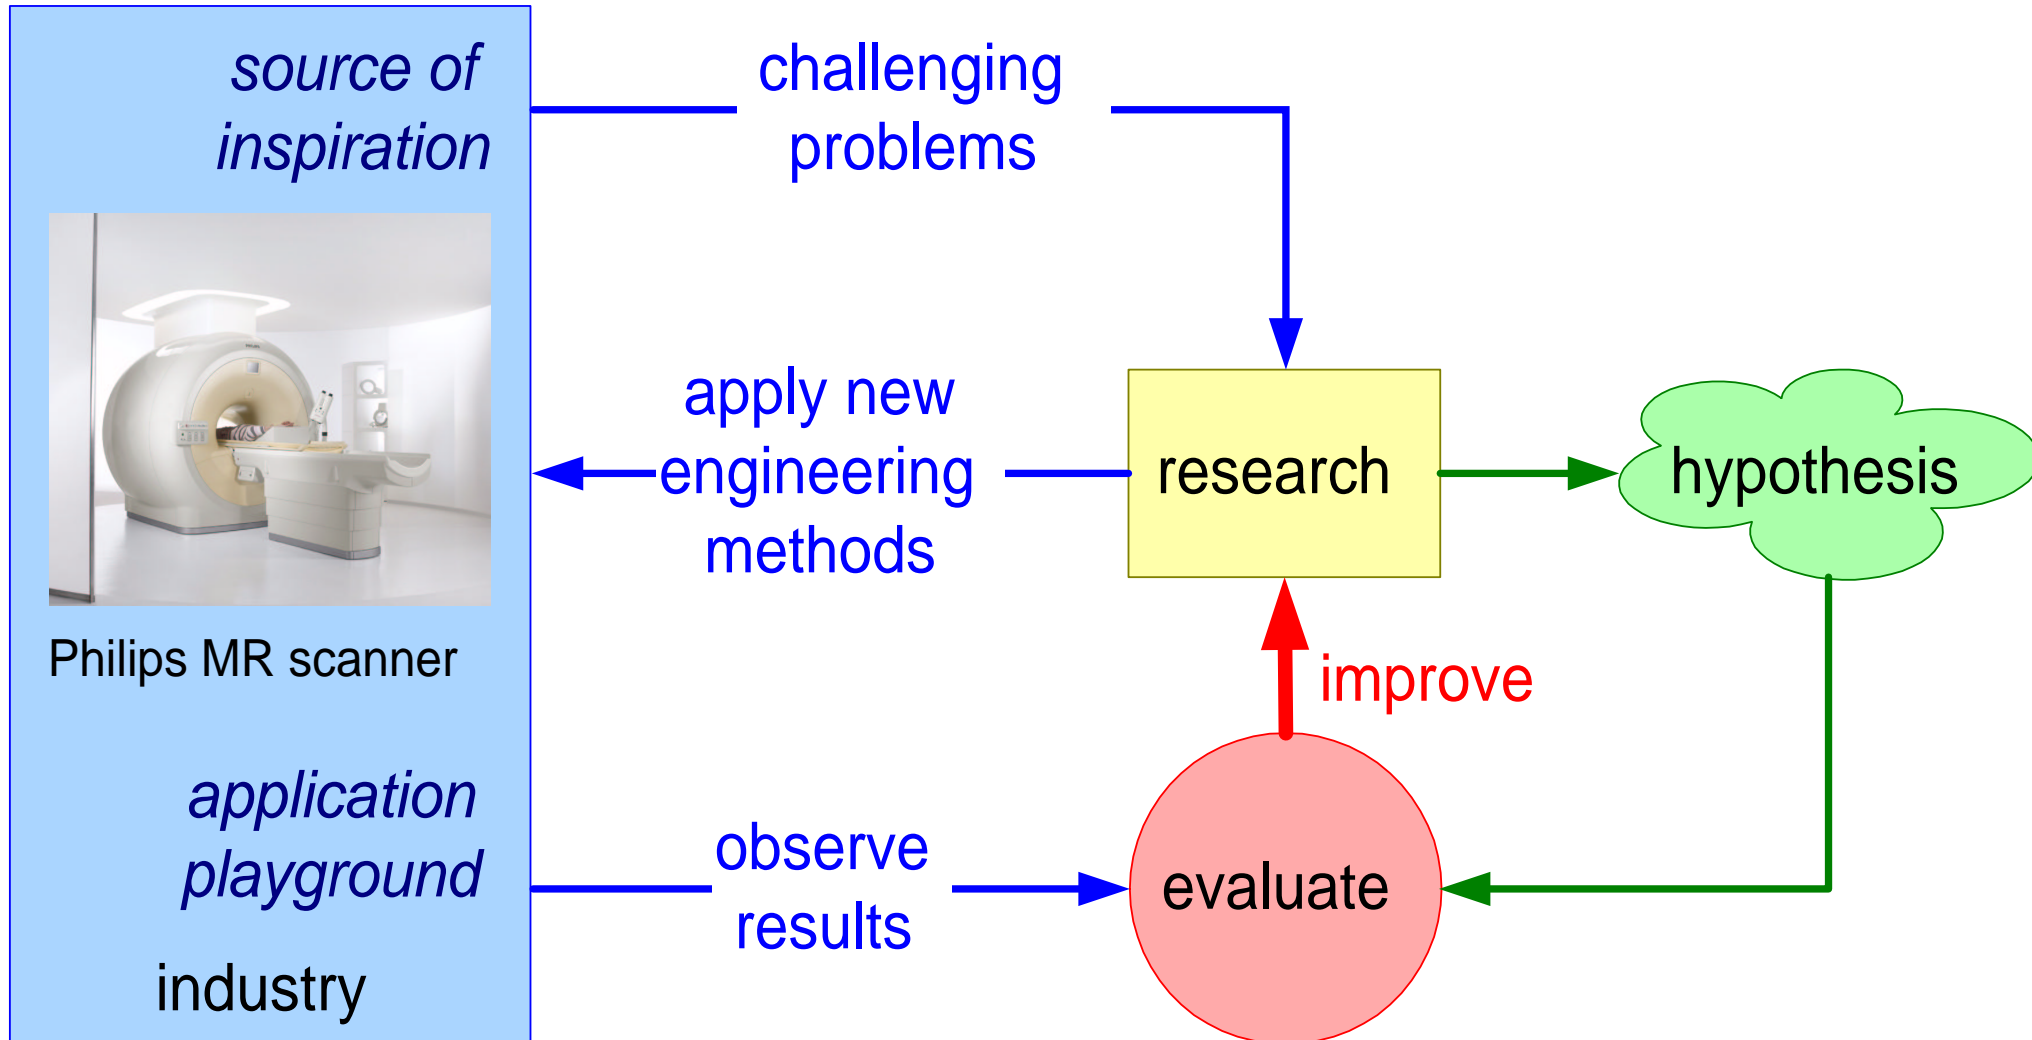 source of
inspiration
Philips MR scanner
application
playground
industry
challenging
problems
apply new
engineering
methods
observe
results
research
hypothesis
improve
evaluate